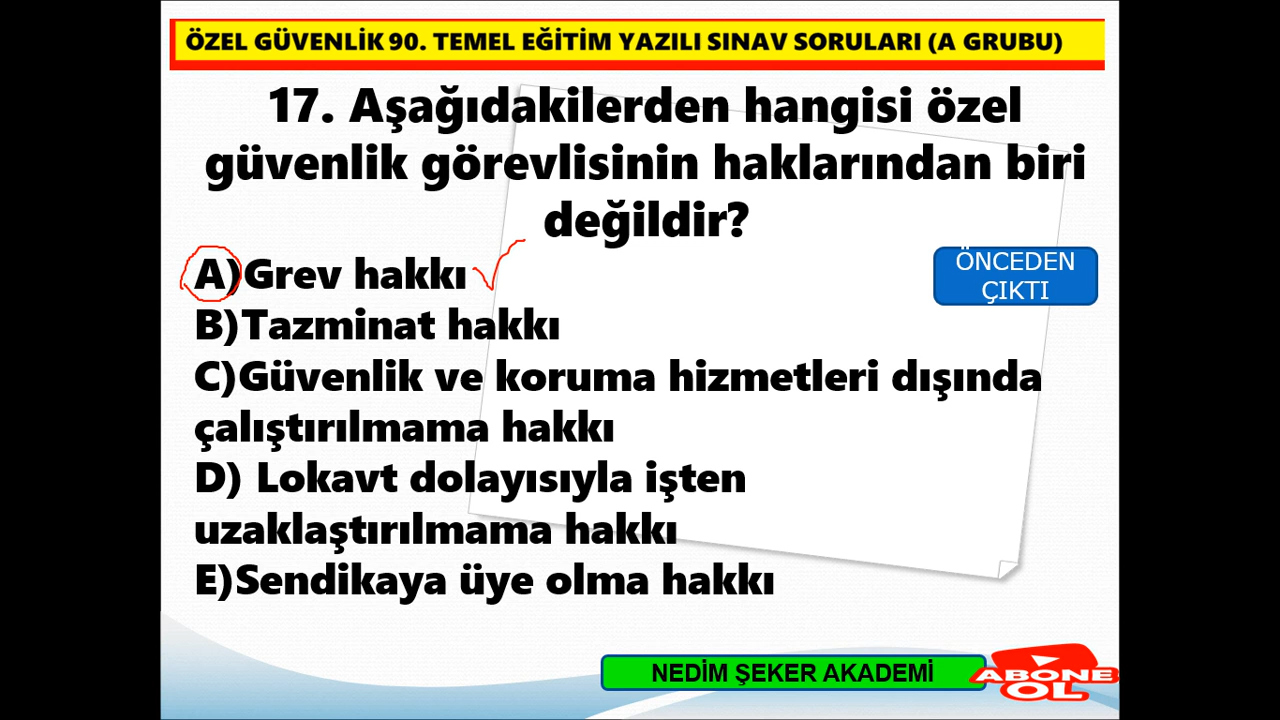 ÖZEL GÜVENLİK 90. TEMEL EĞİTİM YAZILI SINAV SORULARI (A GRUBU)
17. Aşağıdakilerden hangisi özel
güvenlik görevlisinin haklarından biri
değildir?
A)Grev hakkı
ÖNCEDEN
ÇIKTI
B)Tazminat hakkı
C)Güvenlik ve koruma hizmetleri dışında
çalıştırılmama hakkı
D) Lokavt dolayısıyla işten
uzaklaştırılmama hakkı
E)Sendikaya üye olma hakkı
NEDİM ŞEKER AKADEMİ
ABONE
OL